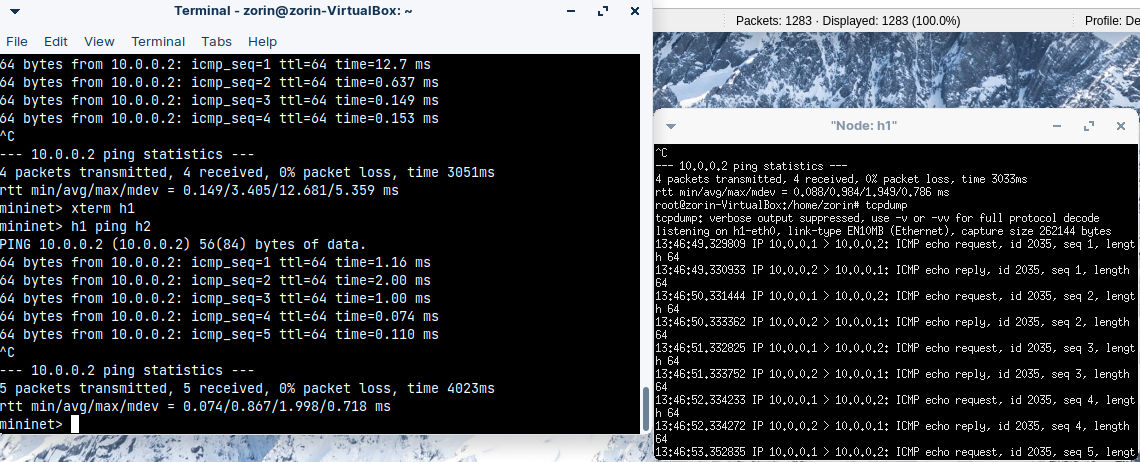 Terminal - zorin@zorin-VirtualBox: ~
File Edit View Terminal Tabs Help
64 bytes from 10.0.0.2: icmp_seq=1 ttl=64 time=12.7 ms
64 bytes from 10.0.0.2: icmp_seq=2 ttl=64 time=0.637 ms
64 bytes from 10.0.0.2: icmp_seq=3 ttl=64 time=0.149 ms
64 bytes from 10.0.0.2: icmp_seq=4 ttl=64 time=0.153 ms
^C
--- 10.0.0.2 ping statistics ---
4 packets transmitted, 4 received, 0% packet loss, time 3051ms
rtt min/avg/max/mdev = 0.149/3.405/12.681/5.359 ms
mininet> xterm h1
mininet> h1 ping h2
PING 10.0.0.2 (10.0.0.2) 56(84) bytes of data.
64 bytes from 10.0.0.2: icmp_seq=1 ttl=64 time=1.16 ms
64 bytes from 10.0.0.2: icmp_seq=2 ttl=64 time=2.00 ms
64 bytes from 10.0.0.2: icmp_seq=3 ttl=64 time=1.00 ms
64 bytes from 10.0.0.2: icmp_seq=4 ttl=64 time=0.074 ms
64 bytes from 10.0.0.2: icmp_seq=5 ttl=64 time=0.110 ms
^C
--- 10.0.0.2 ping statistics ---
5 packets transmitted, 5 received, 0% packet loss, time 4023ms
rtt min/avg/max/mdev = 0.074/0.867/1.998/0.718 ms
mininet>
Packets: 1283 · Displayed: 1283 (100.0%) Profile: De
"Node: h1"
^C
--- 10.0.0.2 ping statistics ---
4 packets transmitted, 4 received, 0% packet loss, time 3033ms
rtt min/avg/max/mdev = 0.088/0.984/1.949/0.786 ms
root@zorin-VirtualBox:/home/zorin# tcpdump
tcpdump: verbose output suppressed, use -v or -vv for full protocol decode
listening on h1-eth0, link-type EN10MB (Ethernet), capture size 262144 bytes
13:46:49.329809 IP 10.0.0.1 > 10.0.0.2: ICMP echo request, id 2035, seq 1, lengt
h 64
13:46:49.330933 IP 10.0.0.2 > 10.0.0.1: ICMP echo reply, id 2035, seq 1, length
64
13:46:50.331444 IP 10.0.0.1 > 10.0.0.2: ICMP echo request, id 2035, seq 2, lengt
h 64
13:46:50.333362 IP 10.0.0.2 > 10.0.0.1: ICMP echo reply, id 2035, seq 2, length
64
13:46:51.332825 IP 10.0.0.1 > 10.0.0.2: ICMP echo request, id 2035, seq 3, lengt
h 64
13:46:51.333752 IP 10.0.0.2 > 10.0.0.1: ICMP echo reply, id 2035, seq 3, length
64
13:46:52.334233 IP 10.0.0.1 > 10.0.0.2: ICMP echo request, id 2035, seq 4, lengt
h 64
13:46:52.334272 IP 10.0.0.2 > 10.0.0.1: ICMP echo reply, id 2035, seq 4, length
64
13:46:53.352835 IP 10.0.0.1 > 10.0.0.2: ICMP echo request, id 2035, seq 5, lengt